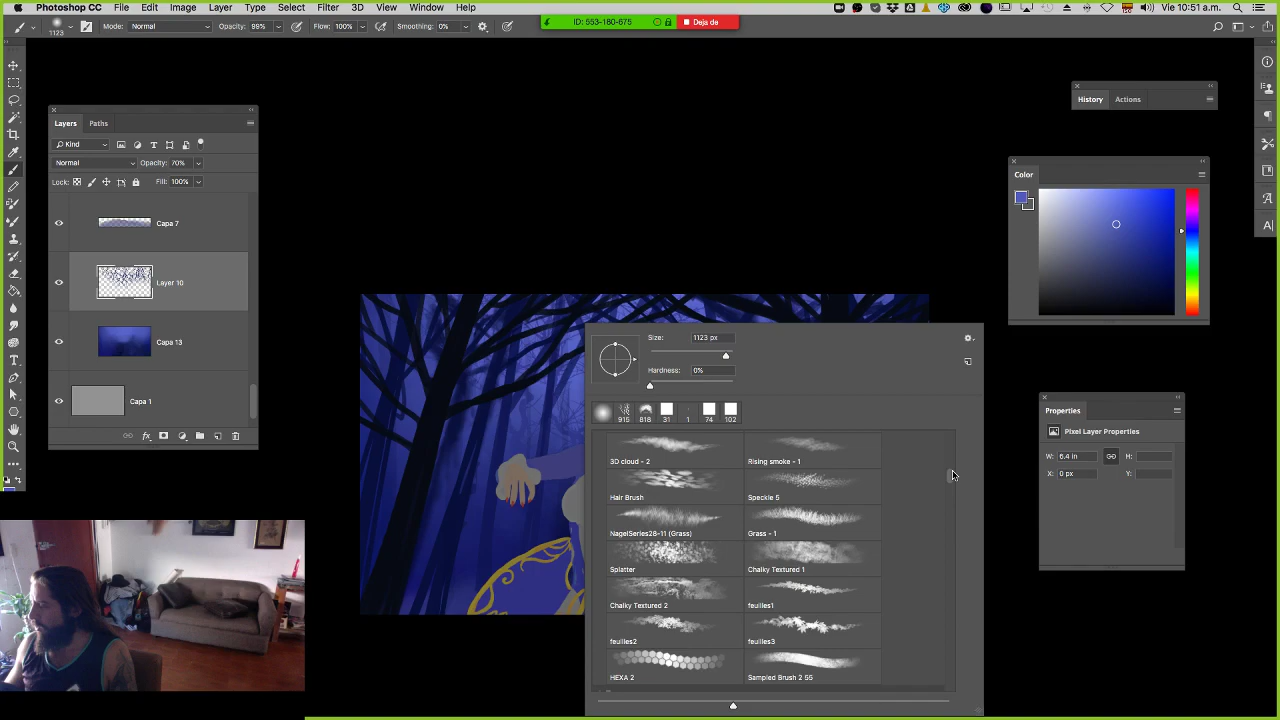 Photoshop CC File Edit Image Layer Type Select Filter 3D View Window Help Vie 10:51 a.m.
1123 Mode: Normal Opacity: 99% Flow: 100% Smoothing: 0%
ID: 553-180-675 Deja de
History Actions
Layers Paths
Kind
Normal Opacity: 70%
Lock: Fill: 100%
Capa 7
Layer 10
Capa 13
Capa 1
Color
Size: 1123 px
Hardness: 0%
915 818 31 1 74 102
3D cloud - 2 Rising smoke - 1
Hair Brush Speckle 5
NagelSeries28-11 (Grass) Grass - 1
Splatter Chalky Textured 1
Chalky Textured 2 feuilles1
feuilles2 feuilles3
HEXA 2 Sampled Brush 2 55
Properties
Pixel Layer Properties
W: 6.4 in H:
X: 0 px Y: